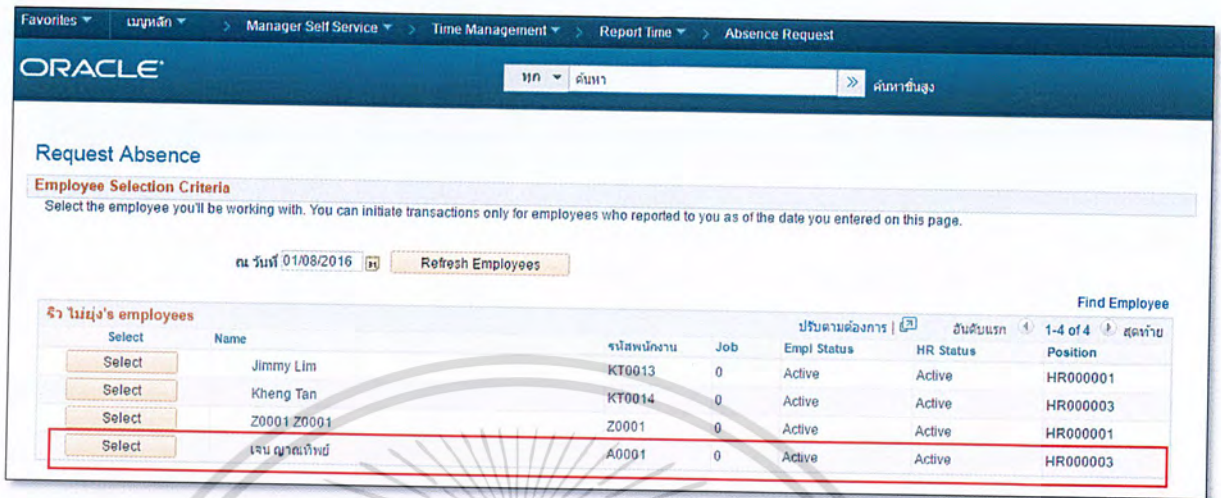 Favorites เมนูหลัก > Manager Self Service > Time Management > Report Time > Absence Request
ORACLE
ทุก ค้นหา » ค้นหาขั้นสูง
Request Absence
Employee Selection Criteria
Select the employee you'll be working with. You can initiate transactions only for employees who reported to you as of the date you entered on this page.
ณ วันที่ 01/08/2016 31 Refresh Employees
Find Employee
ริว ไม่ยุ่ง's employees ปรับตามต้องการ | อันดับแรก 1-4 of 4 สุดท้าย
Select Name รหัสพนักงาน Job Empl Status HR Status Position
Select Jimmy Lim KT0013 0 Active Active HR000001
Select Kheng Tan KT0014 0 Active Active HR000003
Select Z0001 Z0001 Z0001 0 Active Active HR000001
Select เจน ญาณทิพย์ A0001 0 Active Active HR000003